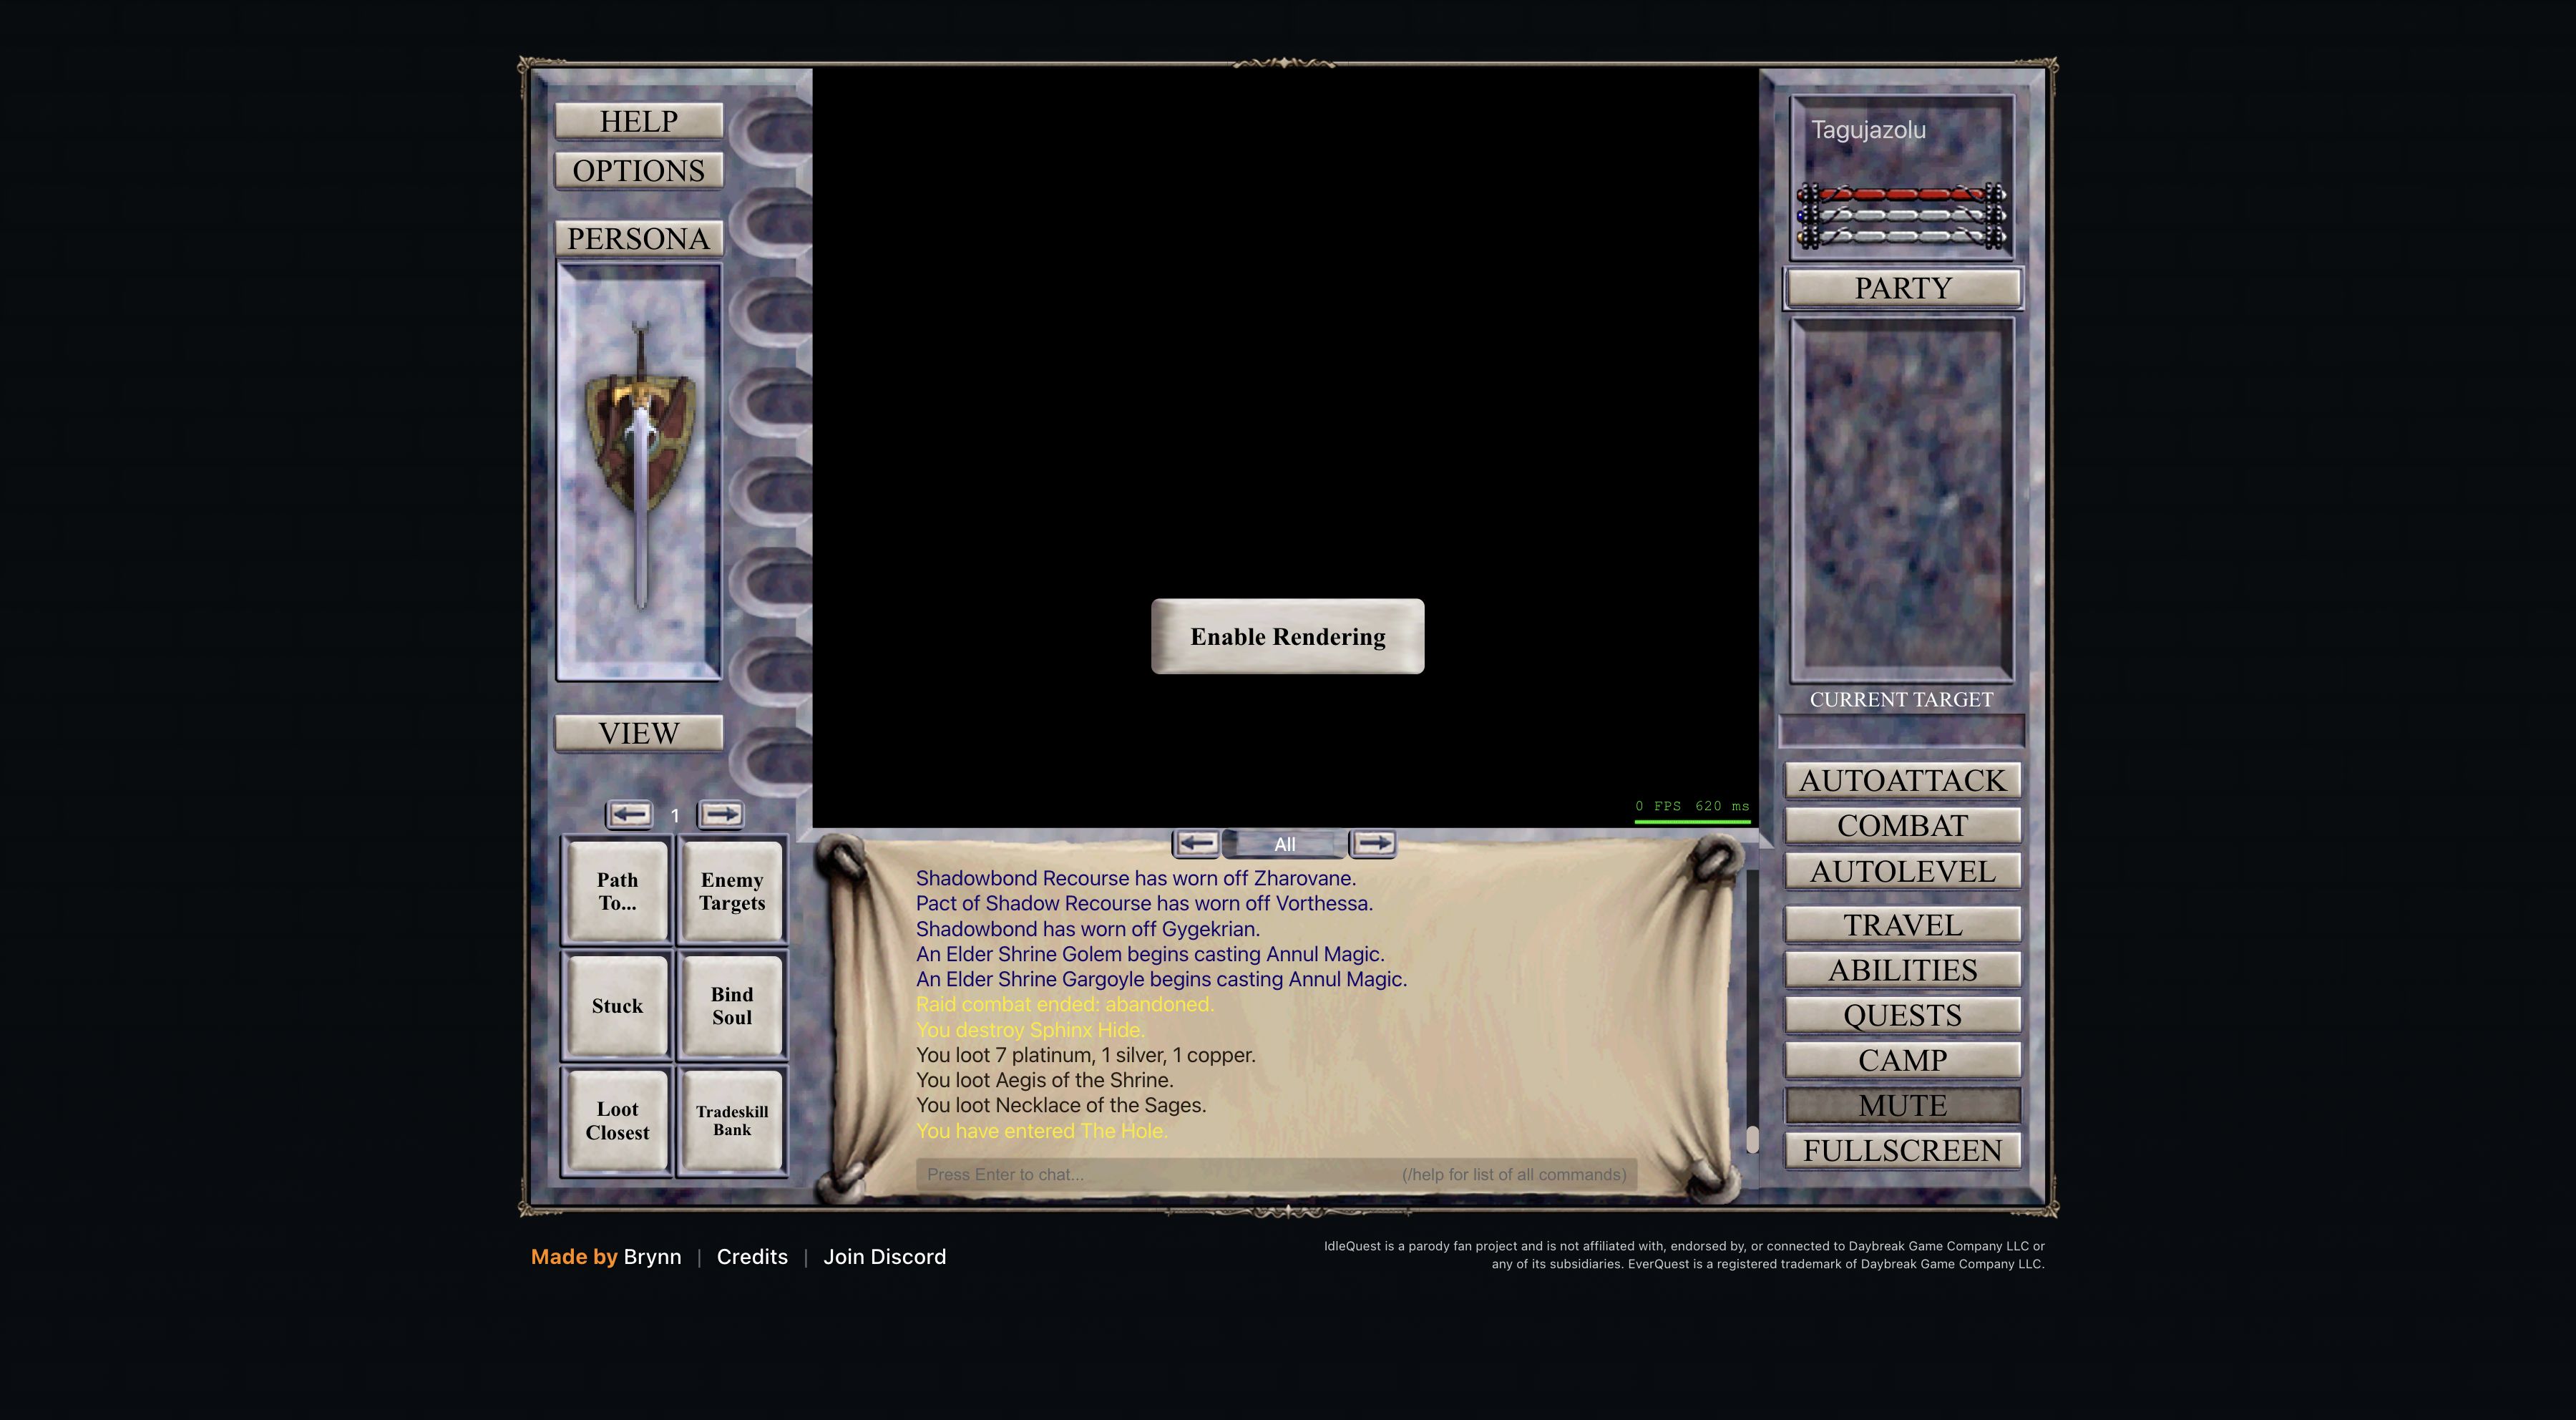 HELP
OPTIONS
PERSONA
VIEW
1
Path
To...
Enemy
Targets
Stuck
Bind
Soul
Loot
Closest
Tradeskill
Bank
Enable Rendering
0 FPS 620 ms
All
Shadowbond Recourse has worn off Zharovane.
Pact of Shadow Recourse has worn off Vorthessa.
Shadowbond has worn off Gygekrian.
An Elder Shrine Golem begins casting Annul Magic.
An Elder Shrine Gargoyle begins casting Annul Magic.
Raid combat ended: abandoned.
You destroy Sphinx Hide.
You loot 7 platinum, 1 silver, 1 copper.
You loot Aegis of the Shrine.
You loot Necklace of the Sages.
You have entered The Hole.
Press Enter to chat... (/help for list of all commands)
Tagujazolu
PARTY
CURRENT TARGET
AUTOATTACK
COMBAT
AUTOLEVEL
TRAVEL
ABILITIES
QUESTS
CAMP
MUTE
FULLSCREEN
Made by Brynn | Credits | Join Discord
IdleQuest is a parody fan project and is not affiliated with, endorsed by, or connected to Daybreak Game Company LLC or
any of its subsidiaries. EverQuest is a registered trademark of Daybreak Game Company LLC.